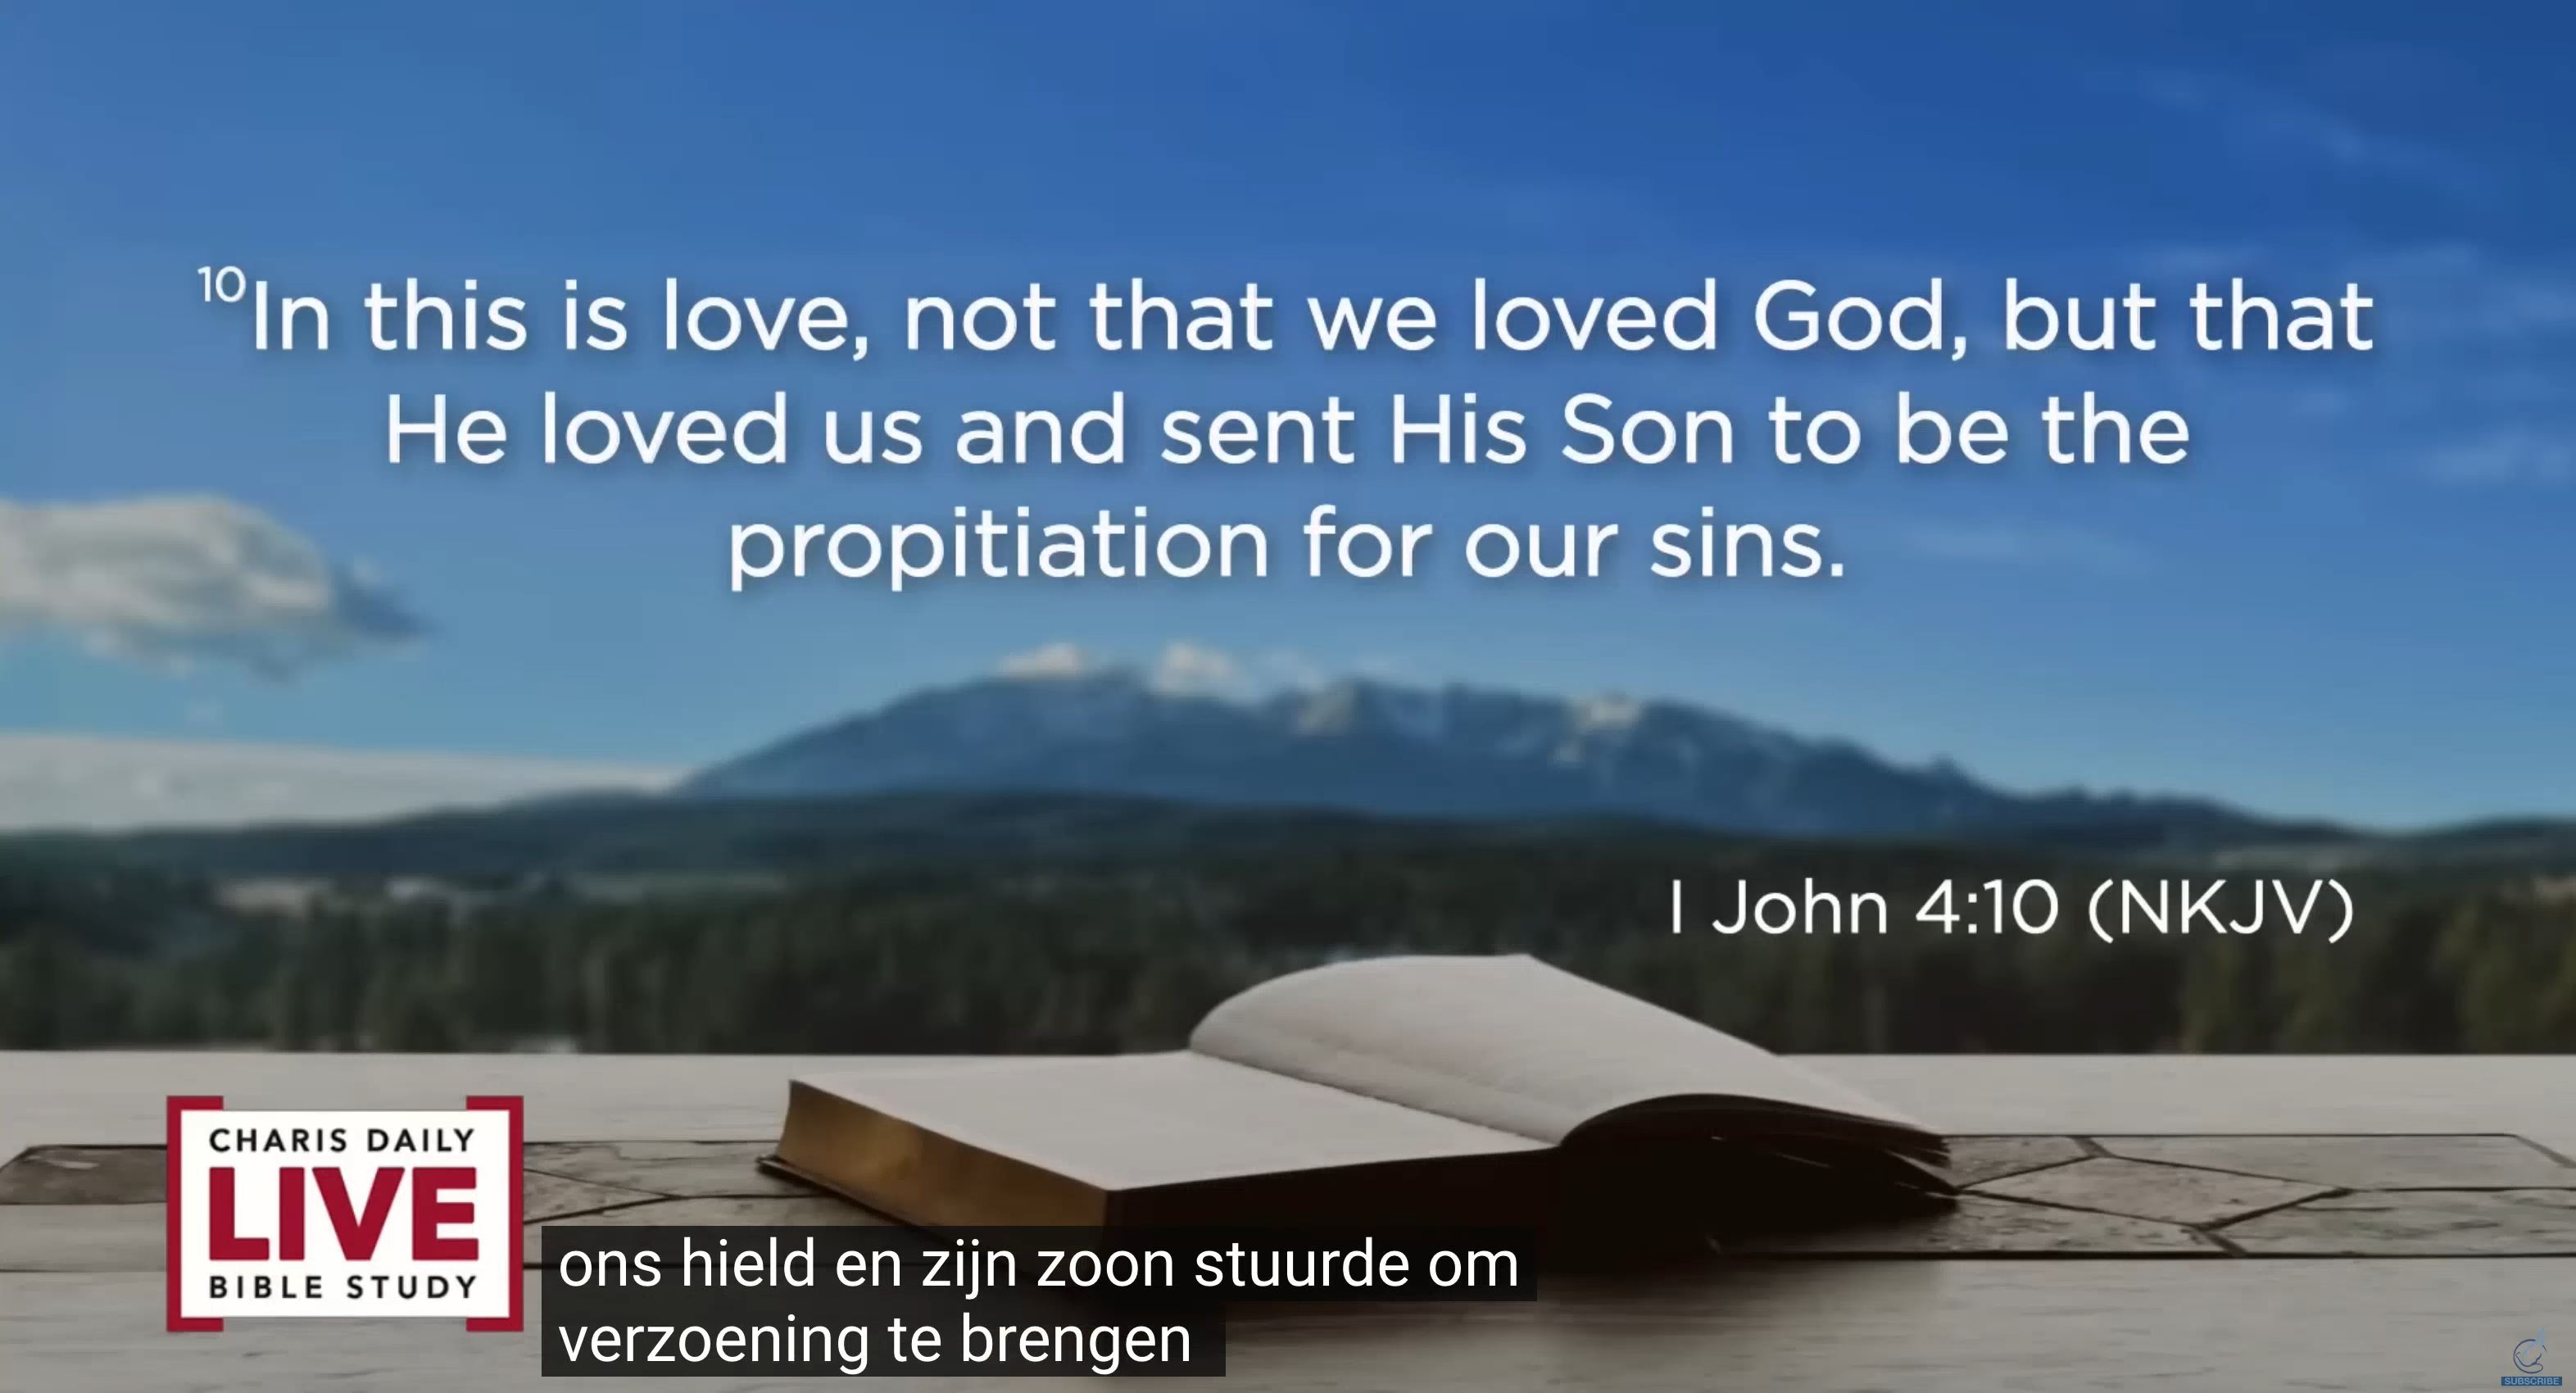 10In this is love, not that we loved God, but that
He loved us and sent His Son to be the
propitiation for our sins.
I John 4:10 (NKJV)
CHARIS DAILY
LIVE
BIBLE STUDY
ons hield en zijn zoon stuurde om
verzoening te brengen
SUBSCRIBE